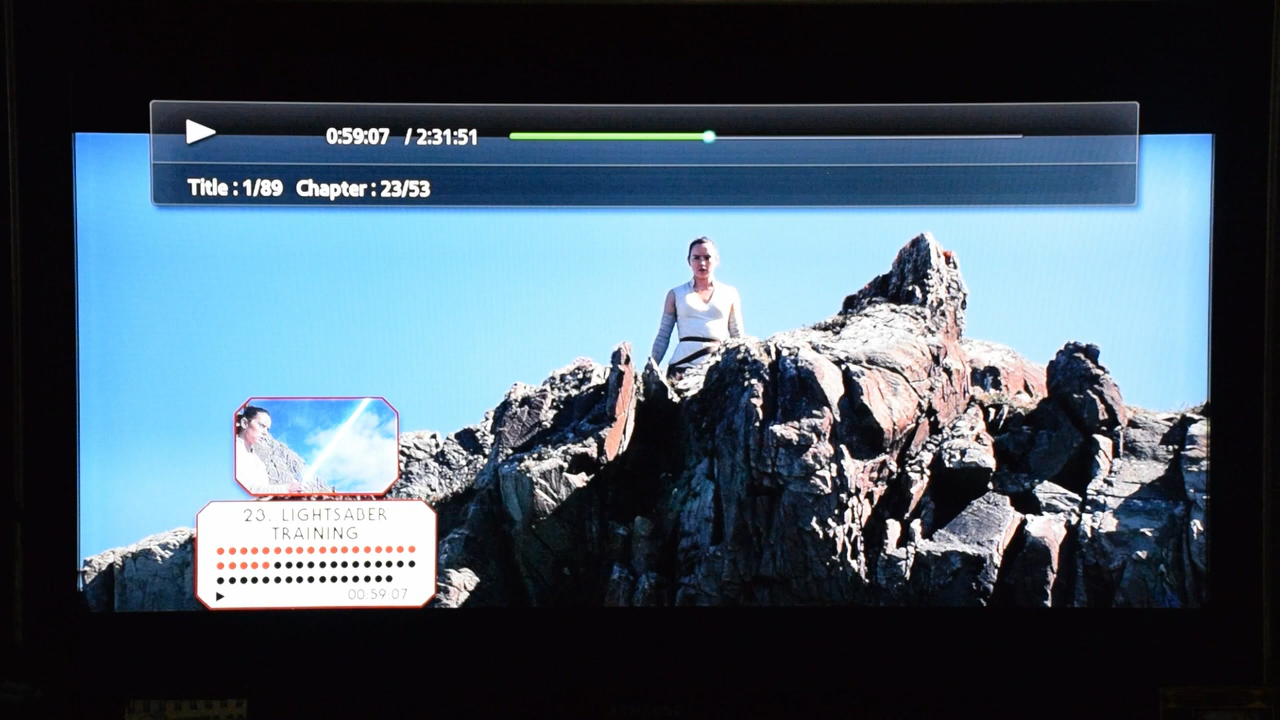 0:59:07 / 2:31:51
Title : 1/89 Chapter : 23/53
23. LIGHTSABER
TRAINING
00:59:07